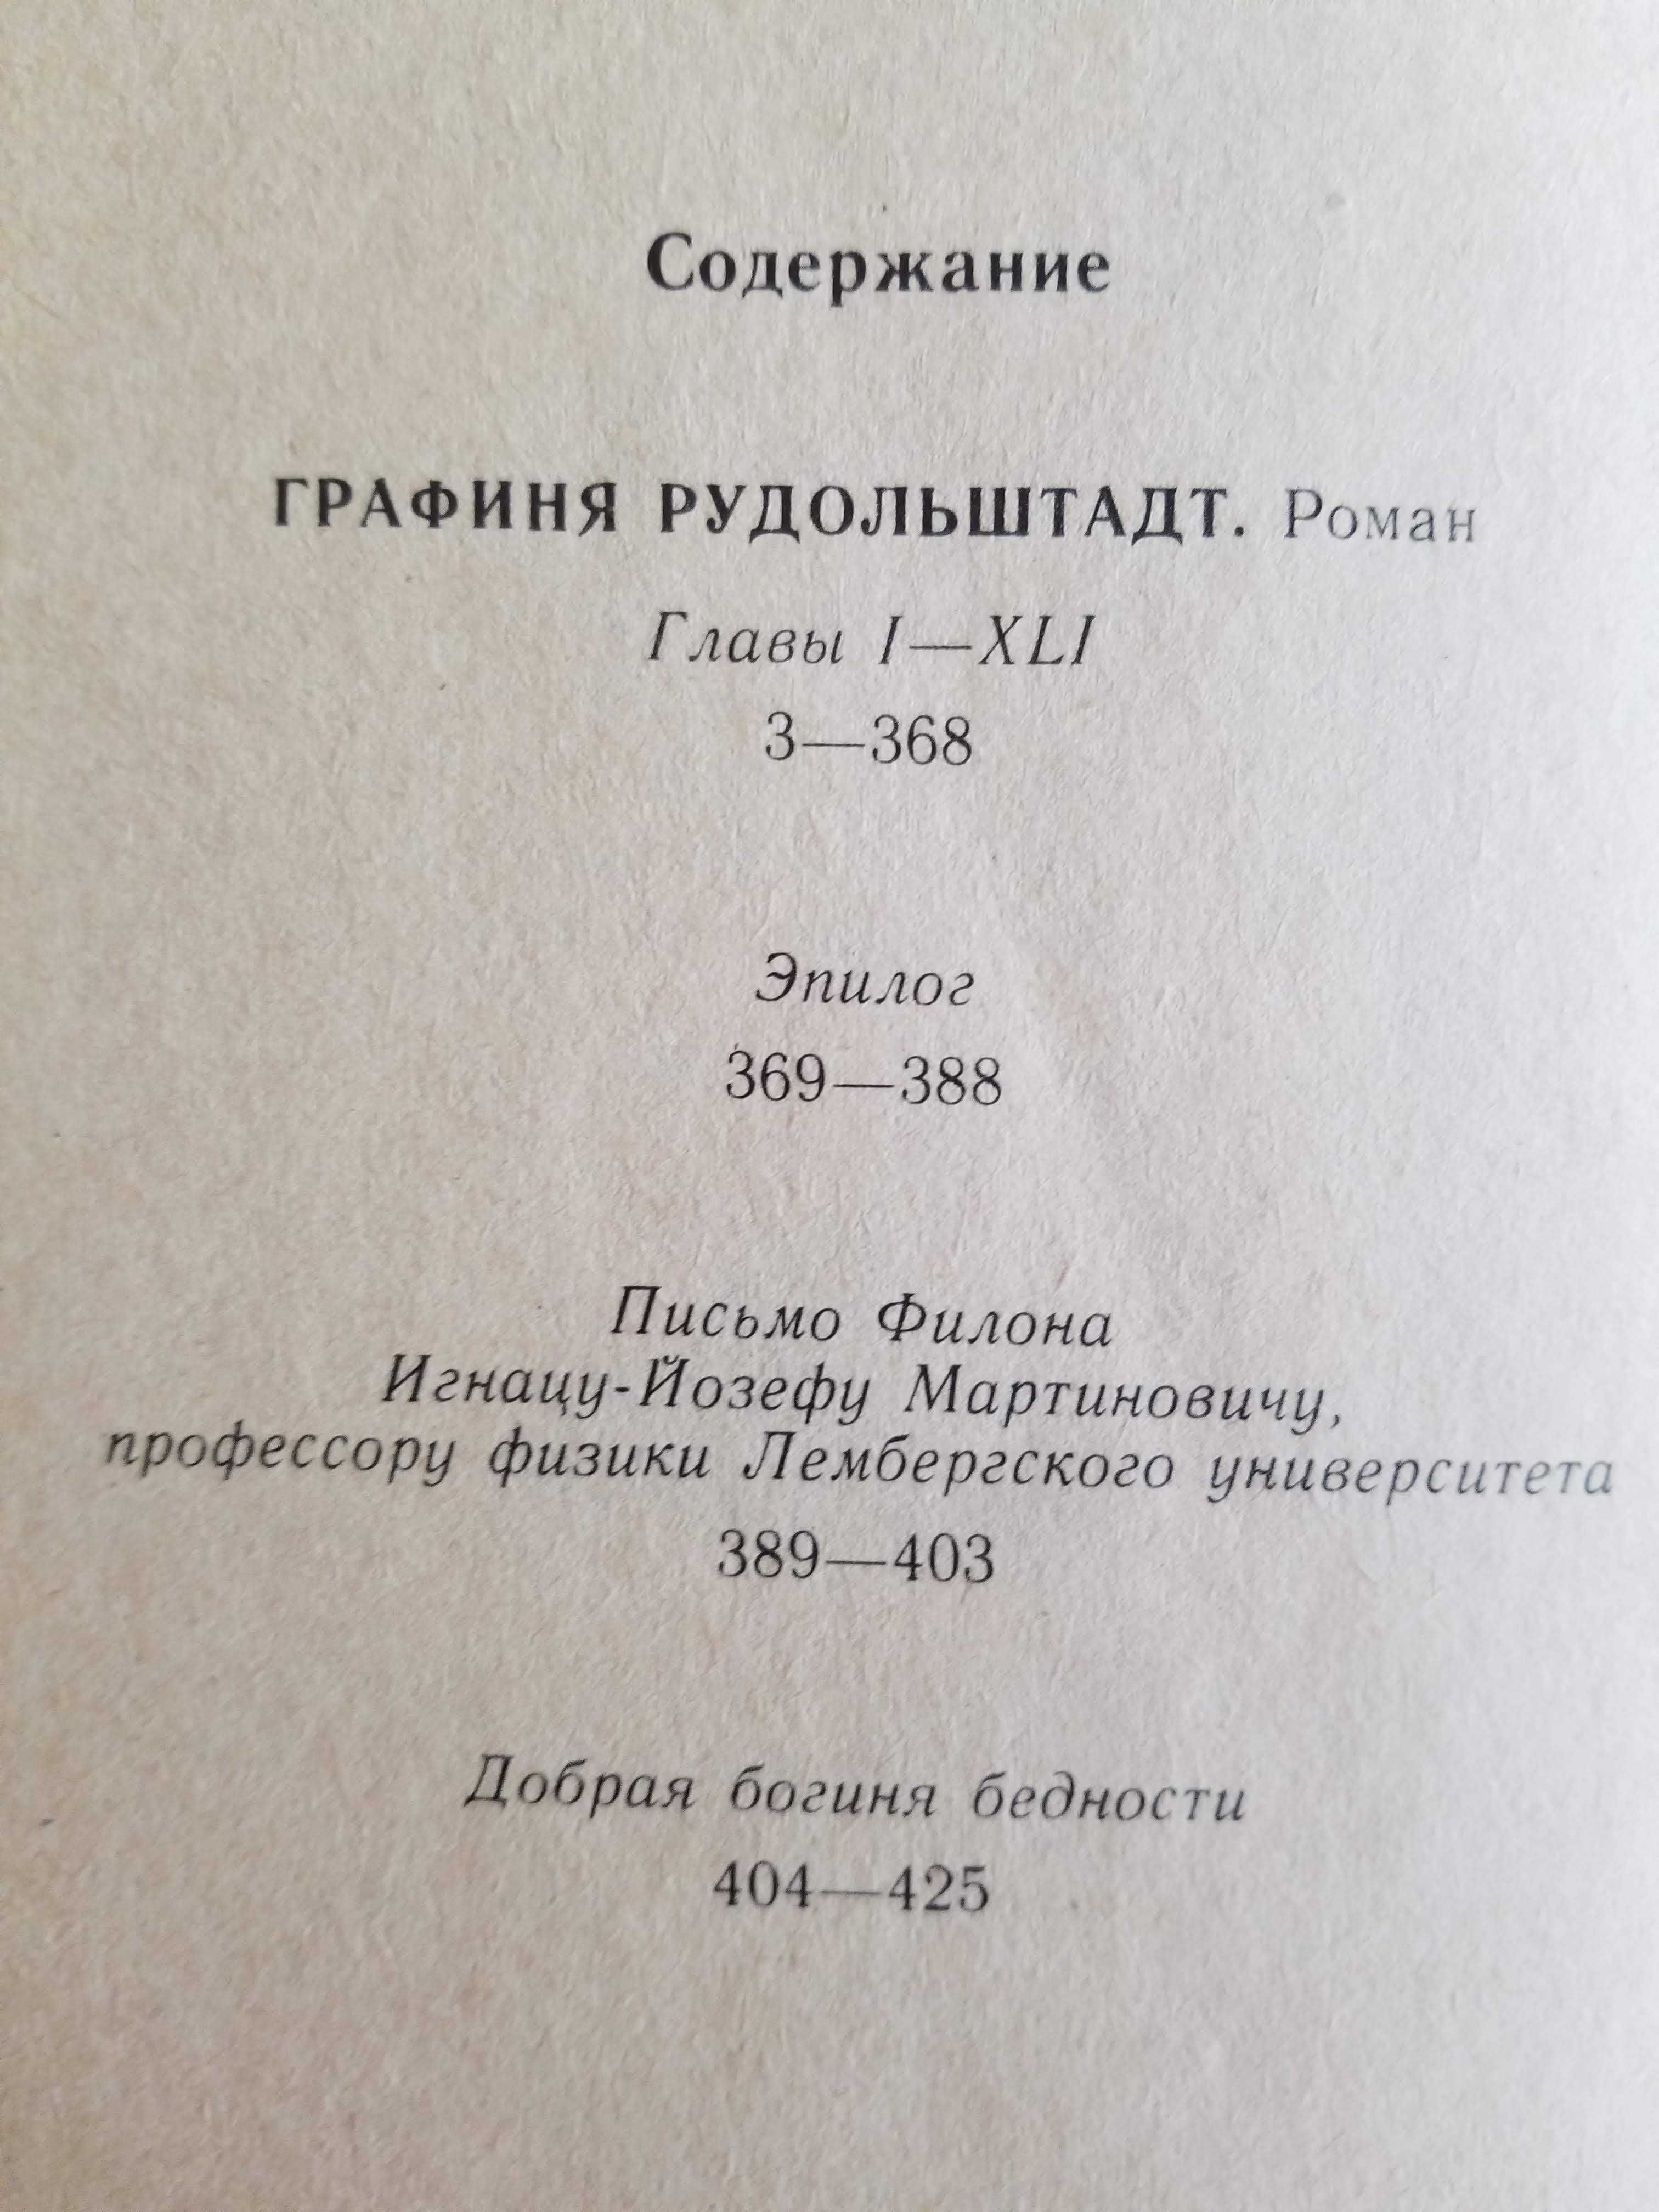 Содержание
ГРАФИНЯ РУДОЛЬШТАДТ. Роман
Главы I—XLI
3—368
Эпилог
369—388
Письмо Филона
Игнацу-Йозефу Мартиновичу,
профессору физики Лембергского университета
389—403
Добрая богиня бедности
404—425